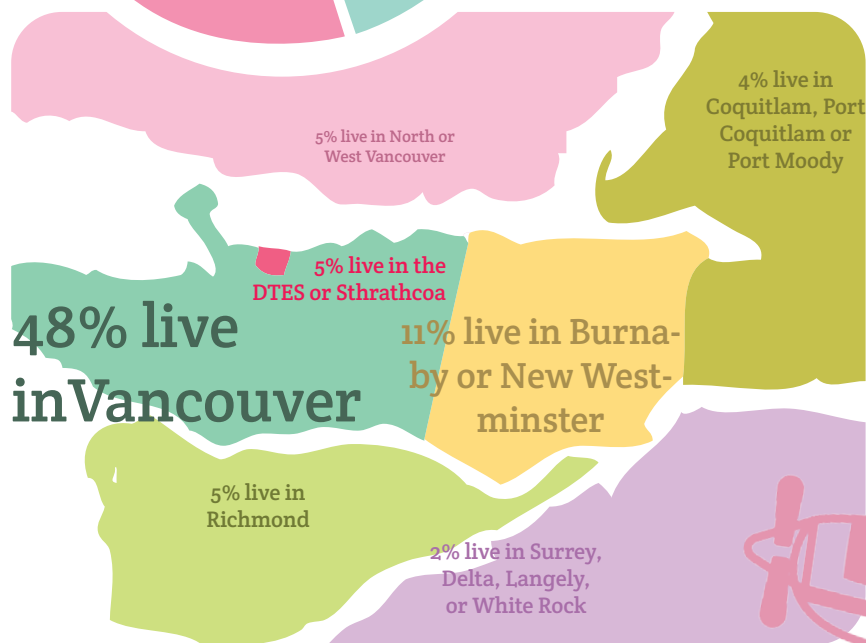 5% live in North or
West Vancouver
4% live in
Coquitlam, Port
Coquitlam or
Port Moody
5% live in the
DTES or Sthrathcoa
48% live
inVancouver
11% live in Burna-
by or New West-
minster
5% live in
Richmond
2% live in Surrey,
Delta, Langely,
or White Rock